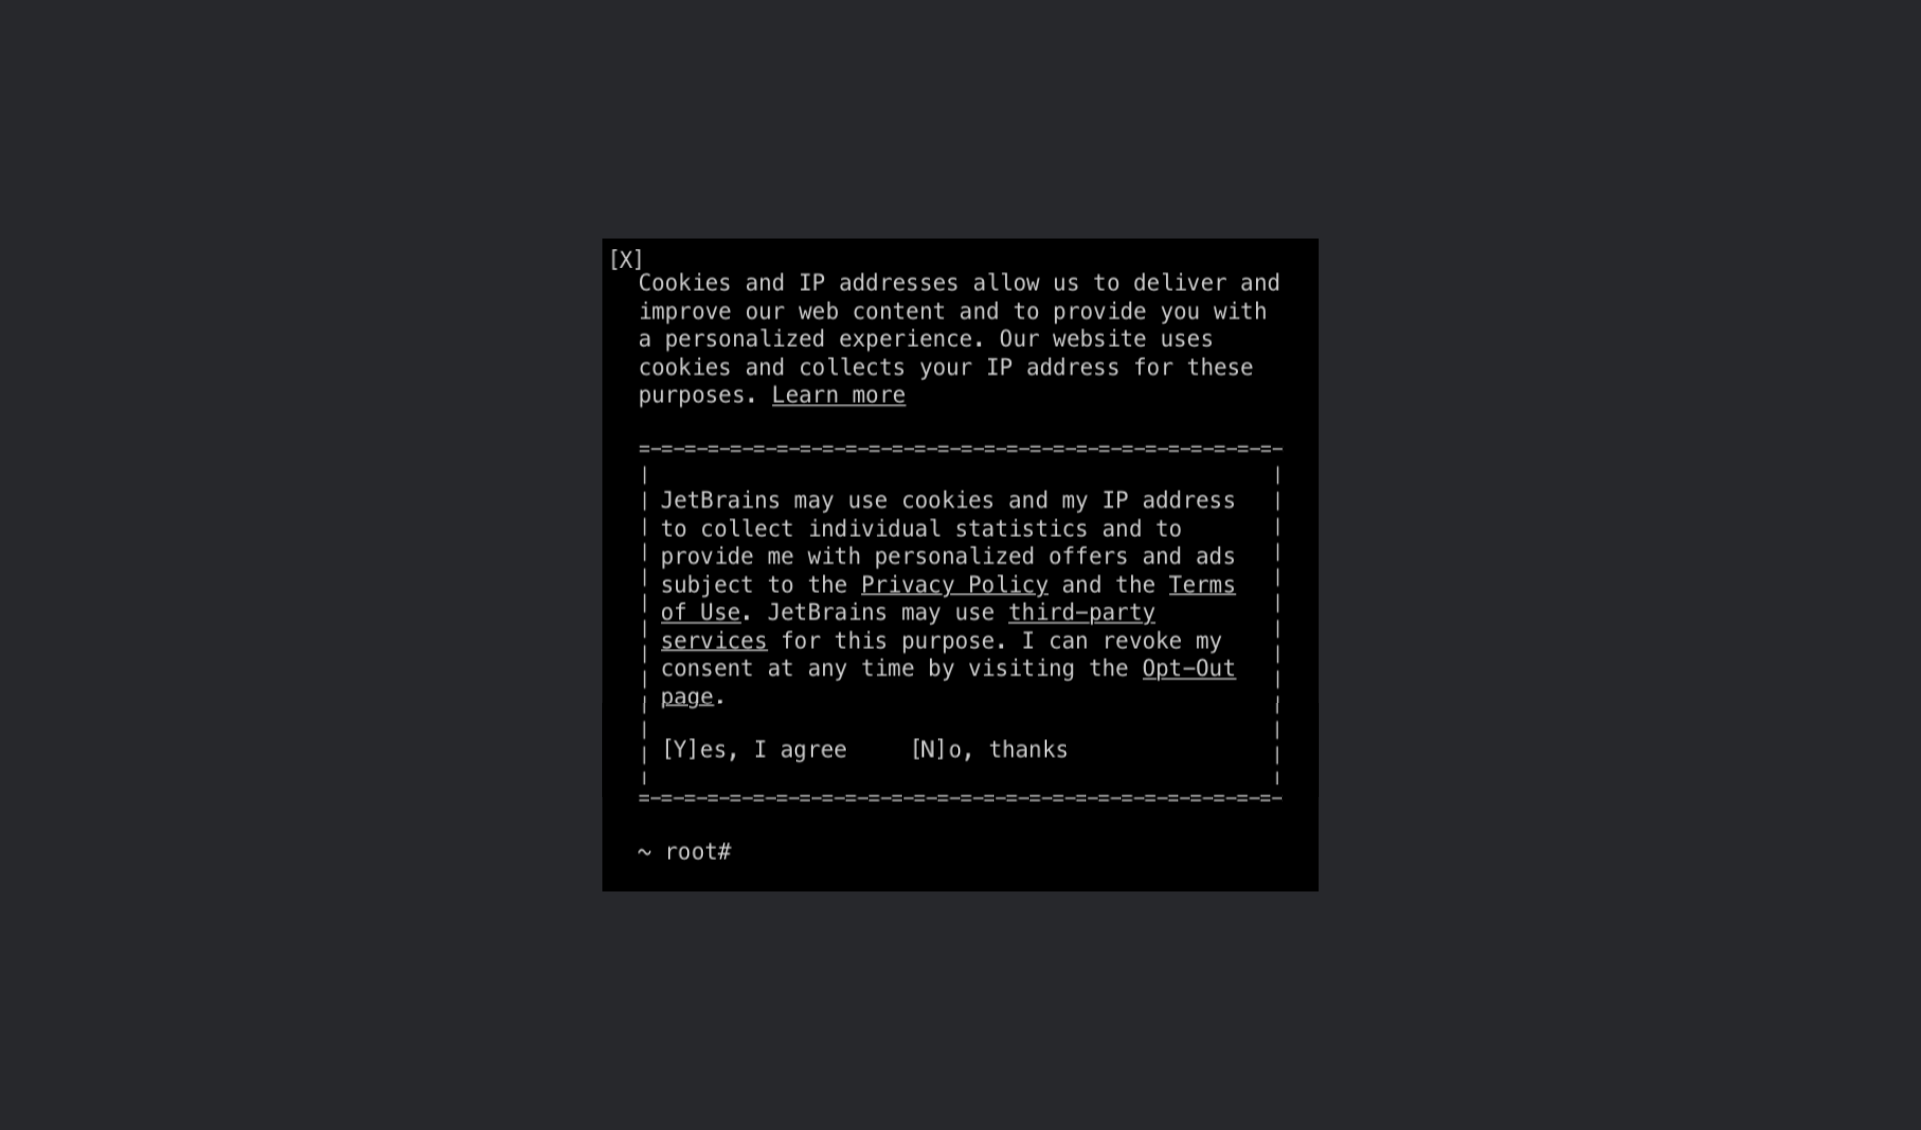 [X]
Cookies and IP addresses allow us to deliver and
improve our web content and to provide you with
a personalized experience. Our website uses
cookies and collects your IP address for these
purposes. Learn more
=-=-=-=-=-=-=-=-=-=-=-=-=-=-=-=-=-=-=-=-=-=-=-=-=-=-=-=-
JetBrains may use cookies and my IP address
to collect individual statistics and to
provide me with personalized offers and ads
subject to the Privacy Policy and the Terms
of Use. JetBrains may use third-party
services for this purpose. I can revoke my
consent at any time by visiting the Opt-Out
page.
[Y]es, I agree [N]o, thanks
=-=-=-=-=-=-=-=-=-=-=-=-=-=-=-=-=-=-=-=-=-=-=-=-=-=-=-=-
~ root#